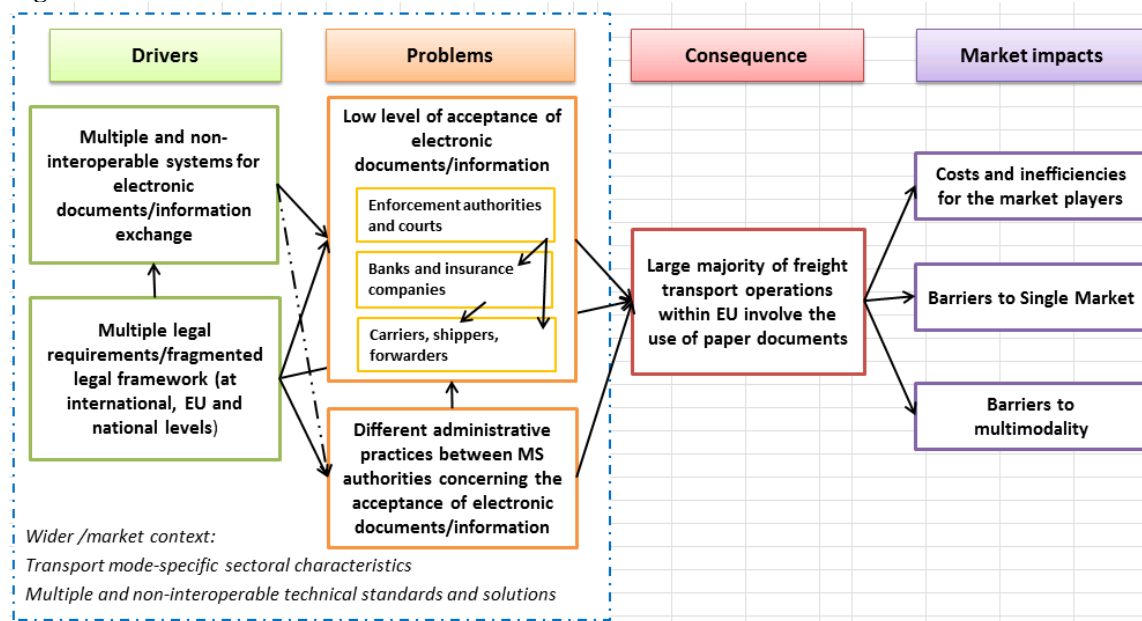 Drivers
Problems
Consequence
Market impacts
Multiple and non-
interoperable systems for
electronic
documents/information
exchange
Multiple legal
requirements/fragmented
legal framework (at
international, EU and
national levels)
Low level of acceptance of
electronic
documents/information
Enforcement authorities
and courts
Banks and insurance
companies
Carriers, shippers,
forwarders
Different administrative
practices between MS
authorities concerning the
acceptance of electronic
documents/information
Large majority of freight
transport operations
within EU involve the
use of paper documents
Costs and inefficiencies
for the market players
Barriers to Single Market
Barriers to
multimodality
Wider /market context:
Transport mode-specific sectoral characteristics
Multiple and non-interoperable technical standards and solutions